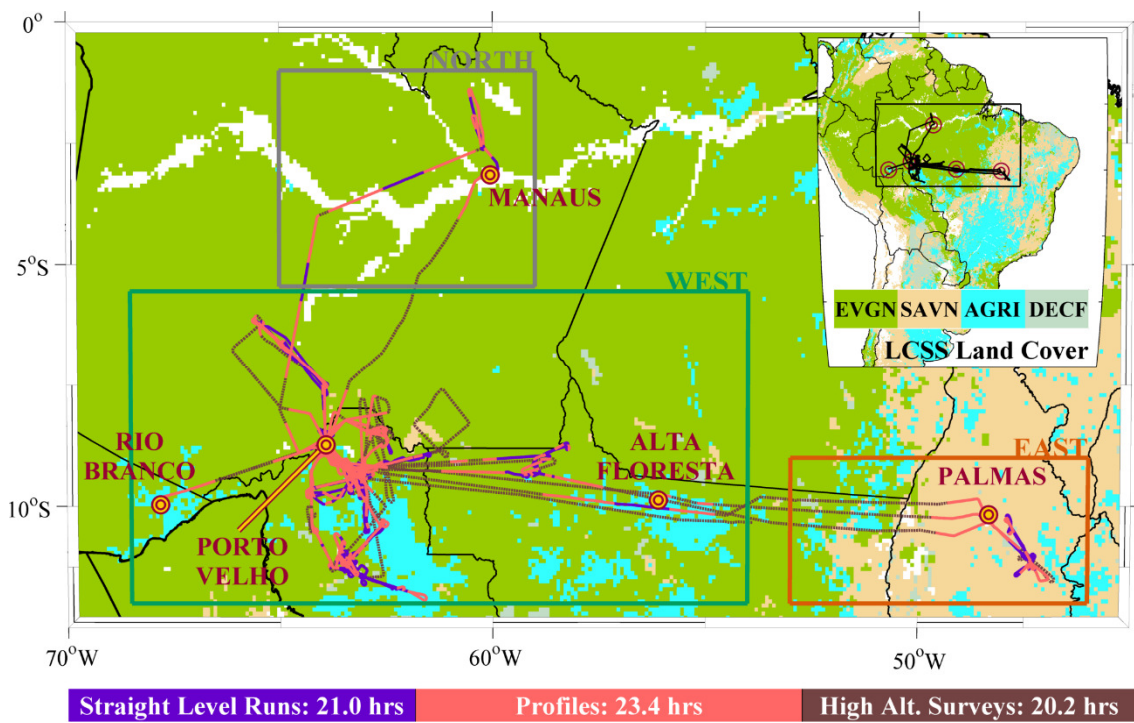 0°
NORTH
MANAUS
5°S
WEST
EVGN SAVN AGRI DECF
LCSS Land Cover
RIO
BRANCO
ALTA
FLORESTA
EAST
PALMAS
10°S
PORTO
VELHO
70°W
60°W
50°W
Straight Level Runs: 21.0 hrs
Profiles: 23.4 hrs
High Alt. Surveys: 20.2 hrs